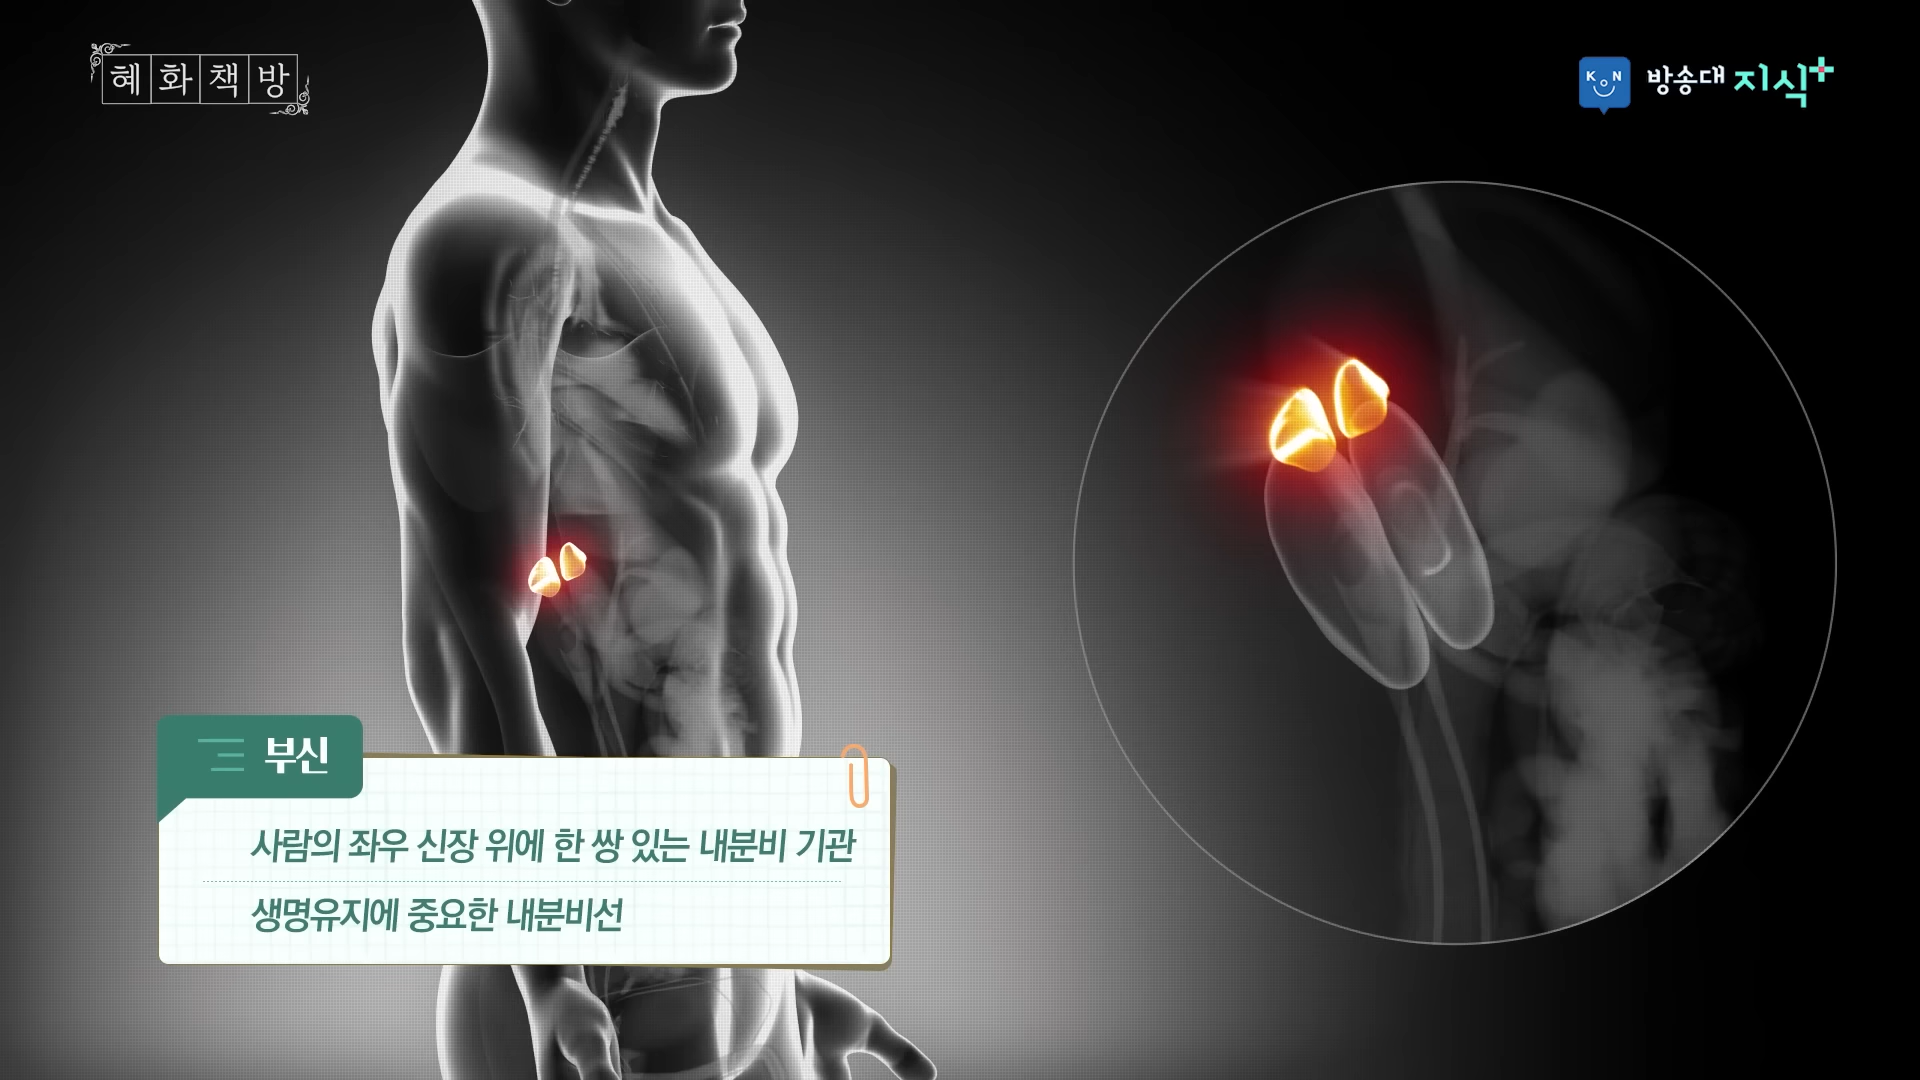 혜화책방
KON 방송대 지식+
부신
사람의 좌우 신장 위에 한 쌍 있는 내분비 기관
생명유지에 중요한 내분비선